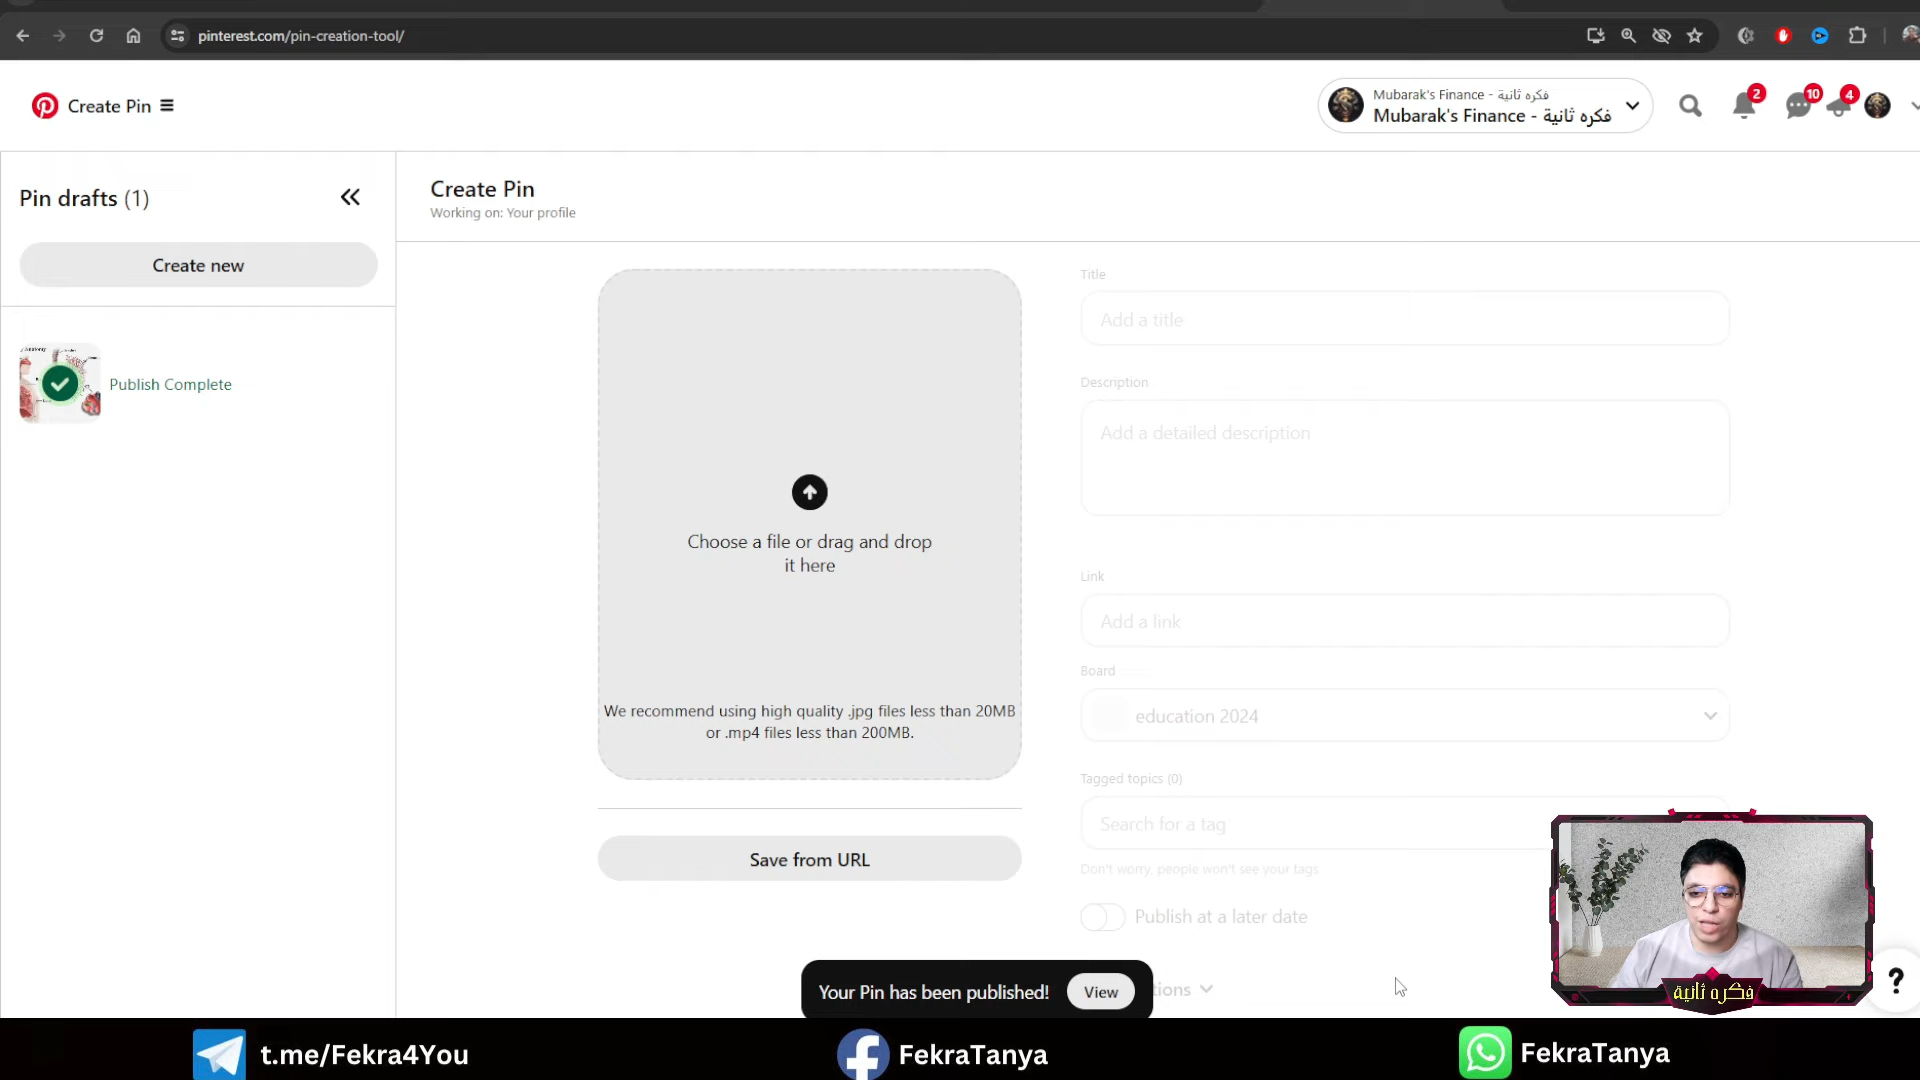 pinterest.com/pin-creation-tool/
Create Pin
Mubarak's Finance - فكره ثانية
Mubarak's Finance - فكره ثانية
2
10
4
Pin drafts (1)
Create new
Publish Complete
Create Pin
Working on: Your profile
Choose a file or drag and drop
it here
We recommend using high quality .jpg files less than 20MB
or .mp4 files less than 200MB.
Save from URL
Title
Add a title
Description
Add a detailed description
Link
Add a link
Board
education 2024
Tagged topics (0)
Search for a tag
Don't worry, people won't see your tags
Publish at a later date
Your Pin has been published!
View
tions
فكره ثانية
?
t.me/Fekra4You
FekraTanya
FekraTanya